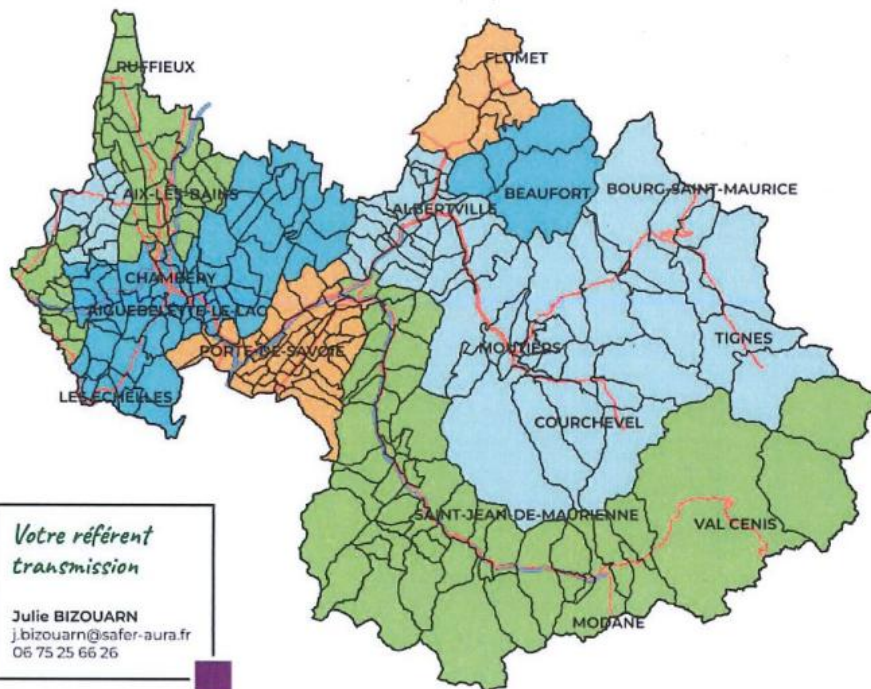 RUFFIEUX
FLUMET
AIX-LES-BAINS
ALBERTVILLE
BEAUFORT
BOURG-SAINT-MAURICE
CHAMBERY
AIGUEBELETTE-LE-LAC
PORTE-DE-SAVOIE
MOUTIERS
TIGNES
LES ECHELLES
COURCHEVEL
SAINT-JEAN-DE-MAURIENNE
VAL CENIS
MODANE
Votre référent
transmission
Julie BIZOUARN
j.bizouarn@safer-aura.fr
06 75 25 66 26